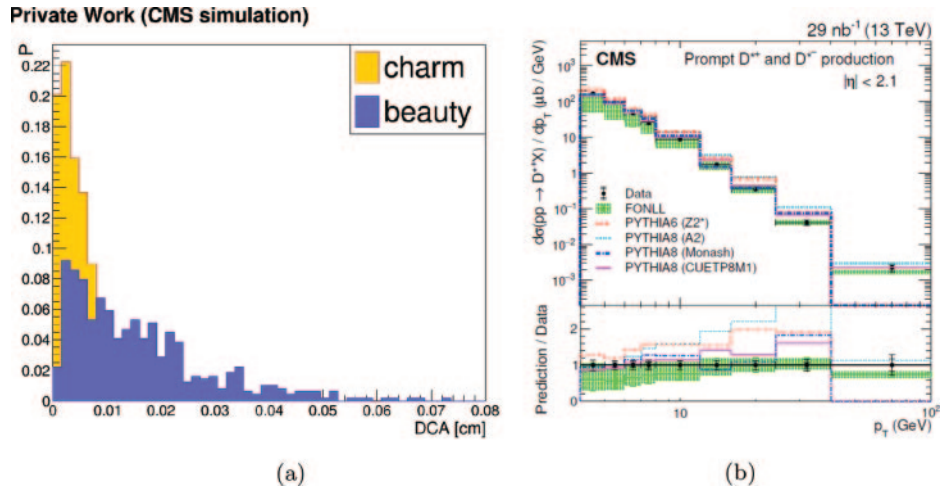 Private Work (CMS simulation)
P
0.22
0.2
0.18
0.16
0.14
0.12
0.1
0.08
0.06
0.04
0.02
0
charm
beauty
0 0.01 0.02 0.03 0.04 0.05 0.06 0.07 0.08
DCA [cm]
(a)
29 nb⁻¹ (13 TeV)
CMS Prompt D*⁺ and D*⁻ production
|η| < 2.1
dσ(pp → D*⁺X) / dp_T (μb / GeV)
10³
10²
10
1
10⁻¹
10⁻²
10⁻³
Data
FONLL
PYTHIA6 (Z2*)
PYTHIA8 (A2)
PYTHIA8 (Monash)
PYTHIA8 (CUETP8M1)
Prediction / Data
2
1
0
10 10²
p_T (GeV)
(b)